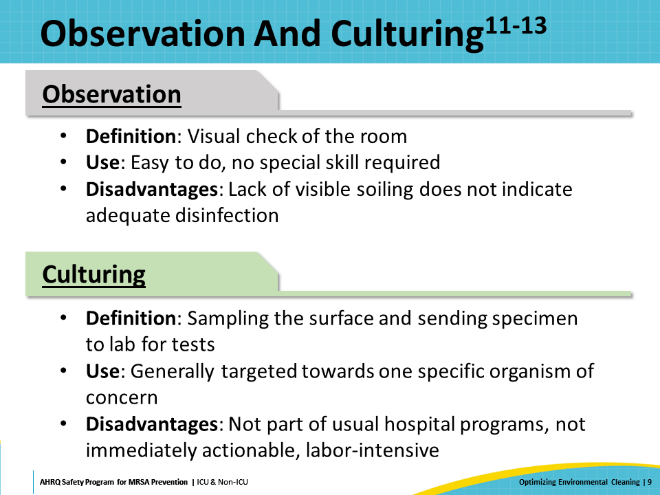 Observation And Culturing11-13
Observation
• Definition: Visual check of the room
• Use: Easy to do, no special skill required
• Disadvantages: Lack of visible soiling does not indicate
adequate disinfection
Culturing
• Definition: Sampling the surface and sending specimen
to lab for tests
• Use: Generally targeted towards one specific organism of
concern
• Disadvantages: Not part of usual hospital programs, not
immediately actionable, labor-intensive
AHRQ Safety Program for MRSA Prevention | ICU & Non-ICU
Optimizing Environmental Cleaning | 9